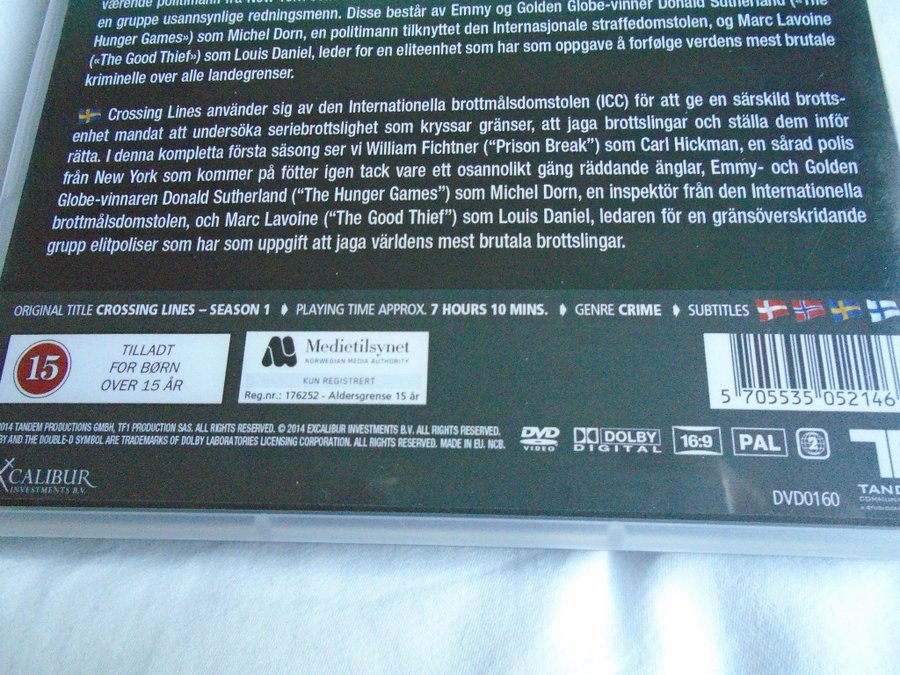 værende politimann fra New York
en gruppe usannsynlige redningsmenn. Disse består av Emmy og Golden Globe-vinner Donald Sutherland («The
Hunger Games») som Michel Dorn, en politimann tilknyttet den Internasjonale straffedomstolen, og Marc Lavoine
(«The Good Thief») som Louis Daniel, leder for en eliteenhet som har som oppgave å forfølge verdens mest brutale
kriminelle over alle landegrenser.
Crossing Lines använder sig av den Internationella brottmålsdomstolen (ICC) för att ge en särskild brotts-
enhet mandat att undersöka seriebrottslighet som kryssar gränser, att jaga brottslingar och ställa dem inför
rätta. I denna kompletta första säsong ser vi William Fichtner ("Prison Break") som Carl Hickman, en sårad polis
från New York som kommer på fötter igen tack vare ett osannolikt gäng räddande änglar, Emmy- och Golden
Globe-vinnaren Donald Sutherland ("The Hunger Games") som Michel Dorn, en inspektör från den Internationella
brottmålsdomstolen, och Marc Lavoine ("The Good Thief") som Louis Daniel, ledaren för en gränsöverskridande
grupp elitpoliser som har som uppgift att jaga världens mest brutala brottslingar.
ORIGINAL TITLE CROSSING LINES – SEASON 1 PLAYING TIME APPROX. 7 HOURS 10 MINS. GENRE CRIME SUBTITLES
15
TILLADT
FOR BØRN
OVER 15 ÅR
Medietilsynet
NORWEGIAN MEDIA AUTHORITY
KUN REGISTRERT
Reg.nr.: 176252 - Aldersgrense 15 år
5 705535 052146
2014 TANDEM PRODUCTIONS GMBH, TF1 PRODUCTION SAS. ALL RIGHTS RESERVED. © 2014 EXCALIBUR INVESTMENTS B.V. ALL RIGHTS RESERVED.
BY AND THE DOUBLE-D SYMBOL ARE TRADEMARKS OF DOLBY LABORATORIES LICENSING CORPORATION. ALL RIGHTS RESERVED. MADE IN EU. NCB.
DVD
VIDEO
DOLBY
DIGITAL
16:9
PAL
2
XCALIBUR
INVESTMENTS B.V.
DVD0160
TAND
COMMUN